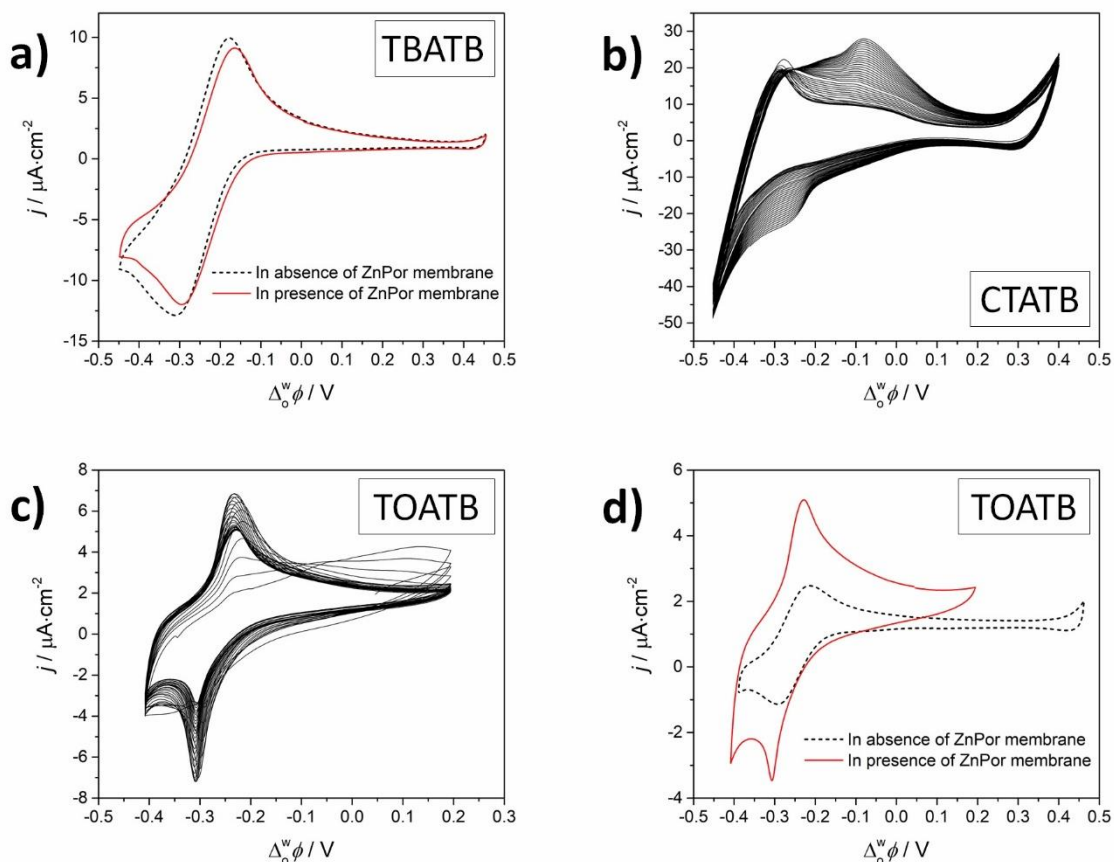 a)
TBATB
10
5
0
-5
-10
-15
j / µA·cm⁻²
In absence of ZnPor membrane
In presence of ZnPor membrane
-0.5 -0.4 -0.3 -0.2 -0.1 0.0 0.1 0.2 0.3 0.4 0.5
Δ_o^w ϕ / V
b)
30
20
10
0
-10
-20
-30
-40
-50
j / µA·cm⁻²
CTATB
-0.5 -0.4 -0.3 -0.2 -0.1 0.0 0.1 0.2 0.3 0.4 0.5
Δ_o^w ϕ / V
c)
TOATB
8
6
4
2
0
-2
-4
-6
-8
j / µA·cm⁻²
-0.5 -0.4 -0.3 -0.2 -0.1 0.0 0.1 0.2 0.3
Δ_o^w ϕ / V
d)
TOATB
6
4
2
0
-2
-4
j / µA·cm⁻²
In absence of ZnPor membrane
In presence of ZnPor membrane
-0.5 -0.4 -0.3 -0.2 -0.1 0.0 0.1 0.2 0.3 0.4 0.5
Δ_o^w ϕ / V